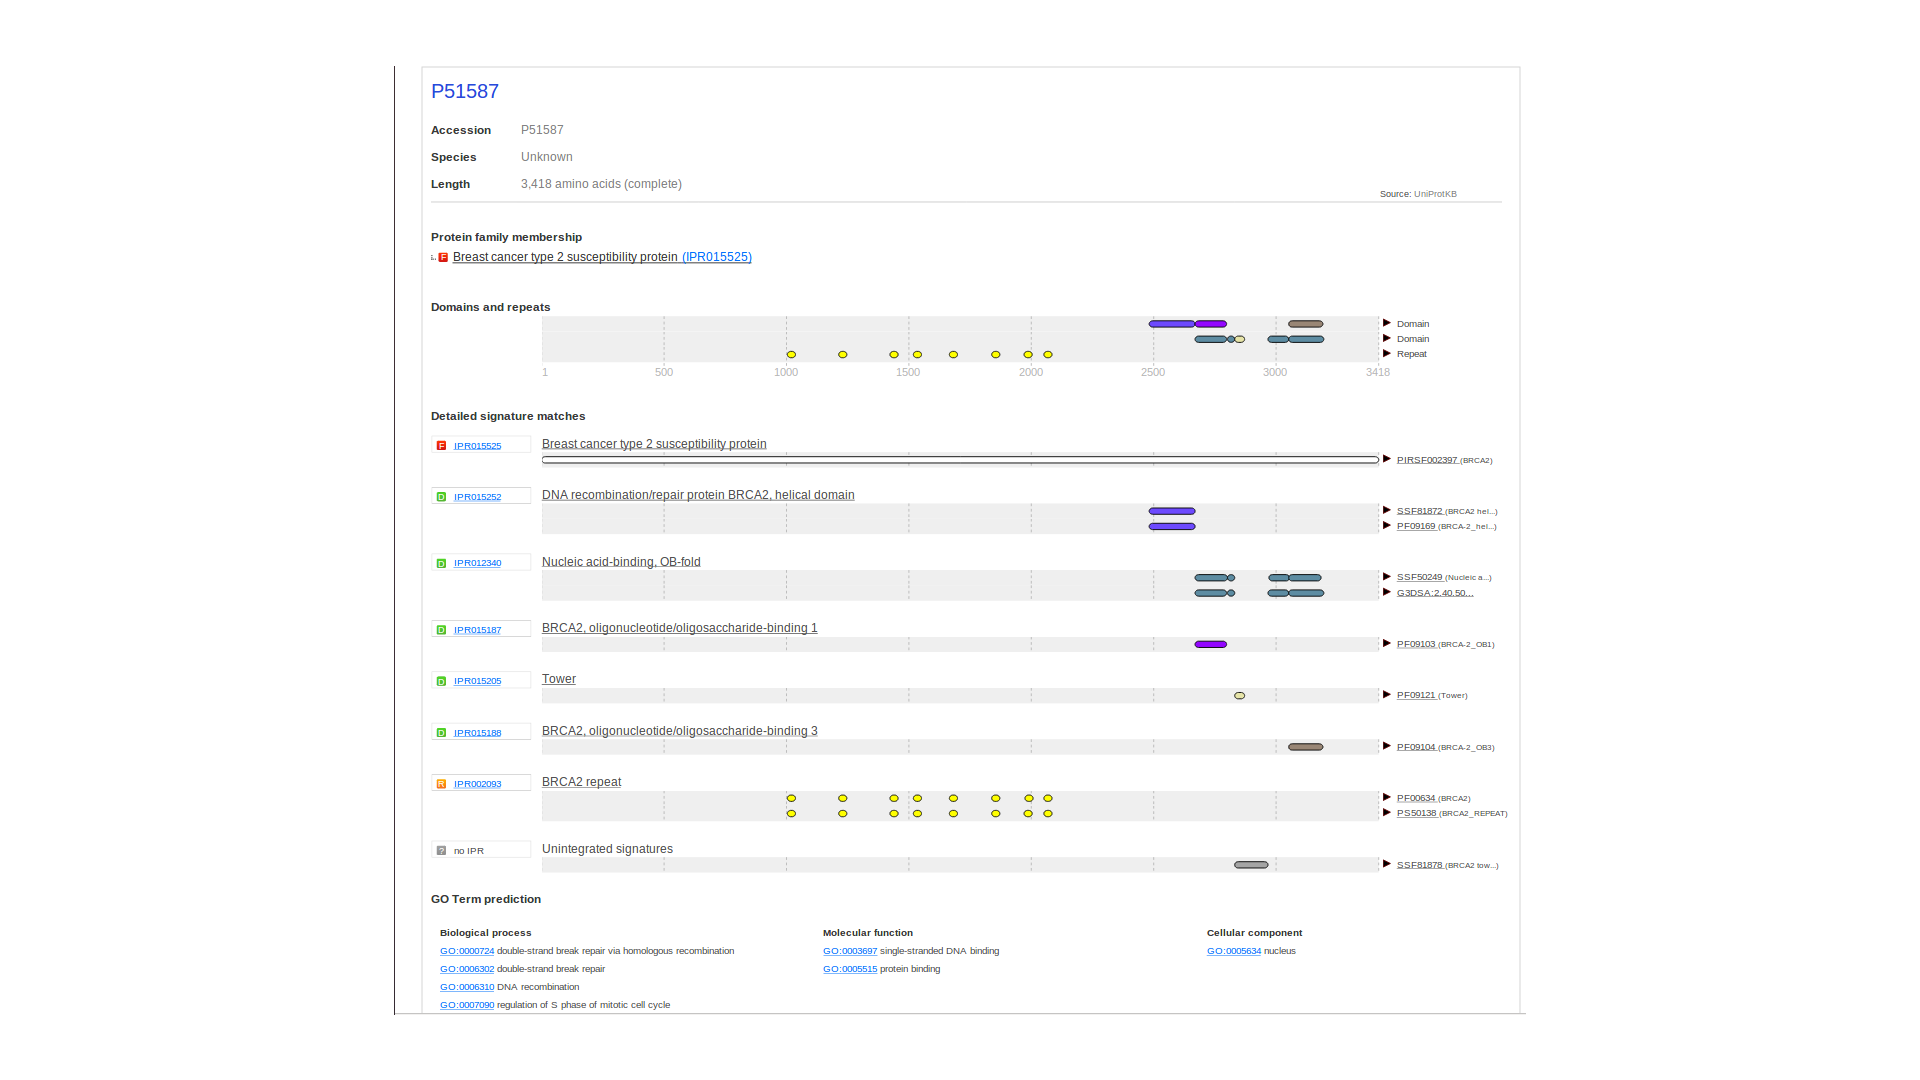 P51587
Accession P51587
Species Unknown
Length 3,418 amino acids (complete)
Source: UniProtKB
Protein family membership
F Breast cancer type 2 susceptibility protein (IPR015525)
Domains and repeats
Domain
Domain
Repeat
1 500 1000 1500 2000 2500 3000 3418
Detailed signature matches
F IPR015525 Breast cancer type 2 susceptibility protein
PIRSF002397 (BRCA2)
D IPR015252 DNA recombination/repair protein BRCA2, helical domain
SSF81872 (BRCA2 hel...)
PF09169 (BRCA-2_hel...)
D IPR012340 Nucleic acid-binding, OB-fold
SSF50249 (Nucleic a...)
G3DSA:2.40.50...
D IPR015187 BRCA2, oligonucleotide/oligosaccharide-binding 1
PF09103 (BRCA-2_OB1)
D IPR015205 Tower
PF09121 (Tower)
D IPR015188 BRCA2, oligonucleotide/oligosaccharide-binding 3
PF09104 (BRCA-2_OB3)
R IPR002093 BRCA2 repeat
PF00634 (BRCA2)
PS50138 (BRCA2_REPEAT)
? no IPR Unintegrated signatures
SSF81878 (BRCA2 tow...)
GO Term prediction
Biological process Molecular function Cellular component
GO:0000724 double-strand break repair via homologous recombination GO:0003697 single-stranded DNA binding GO:0005634 nucleus
GO:0006302 double-strand break repair GO:0005515 protein binding
GO:0006310 DNA recombination
GO:0007090 regulation of S phase of mitotic cell cycle